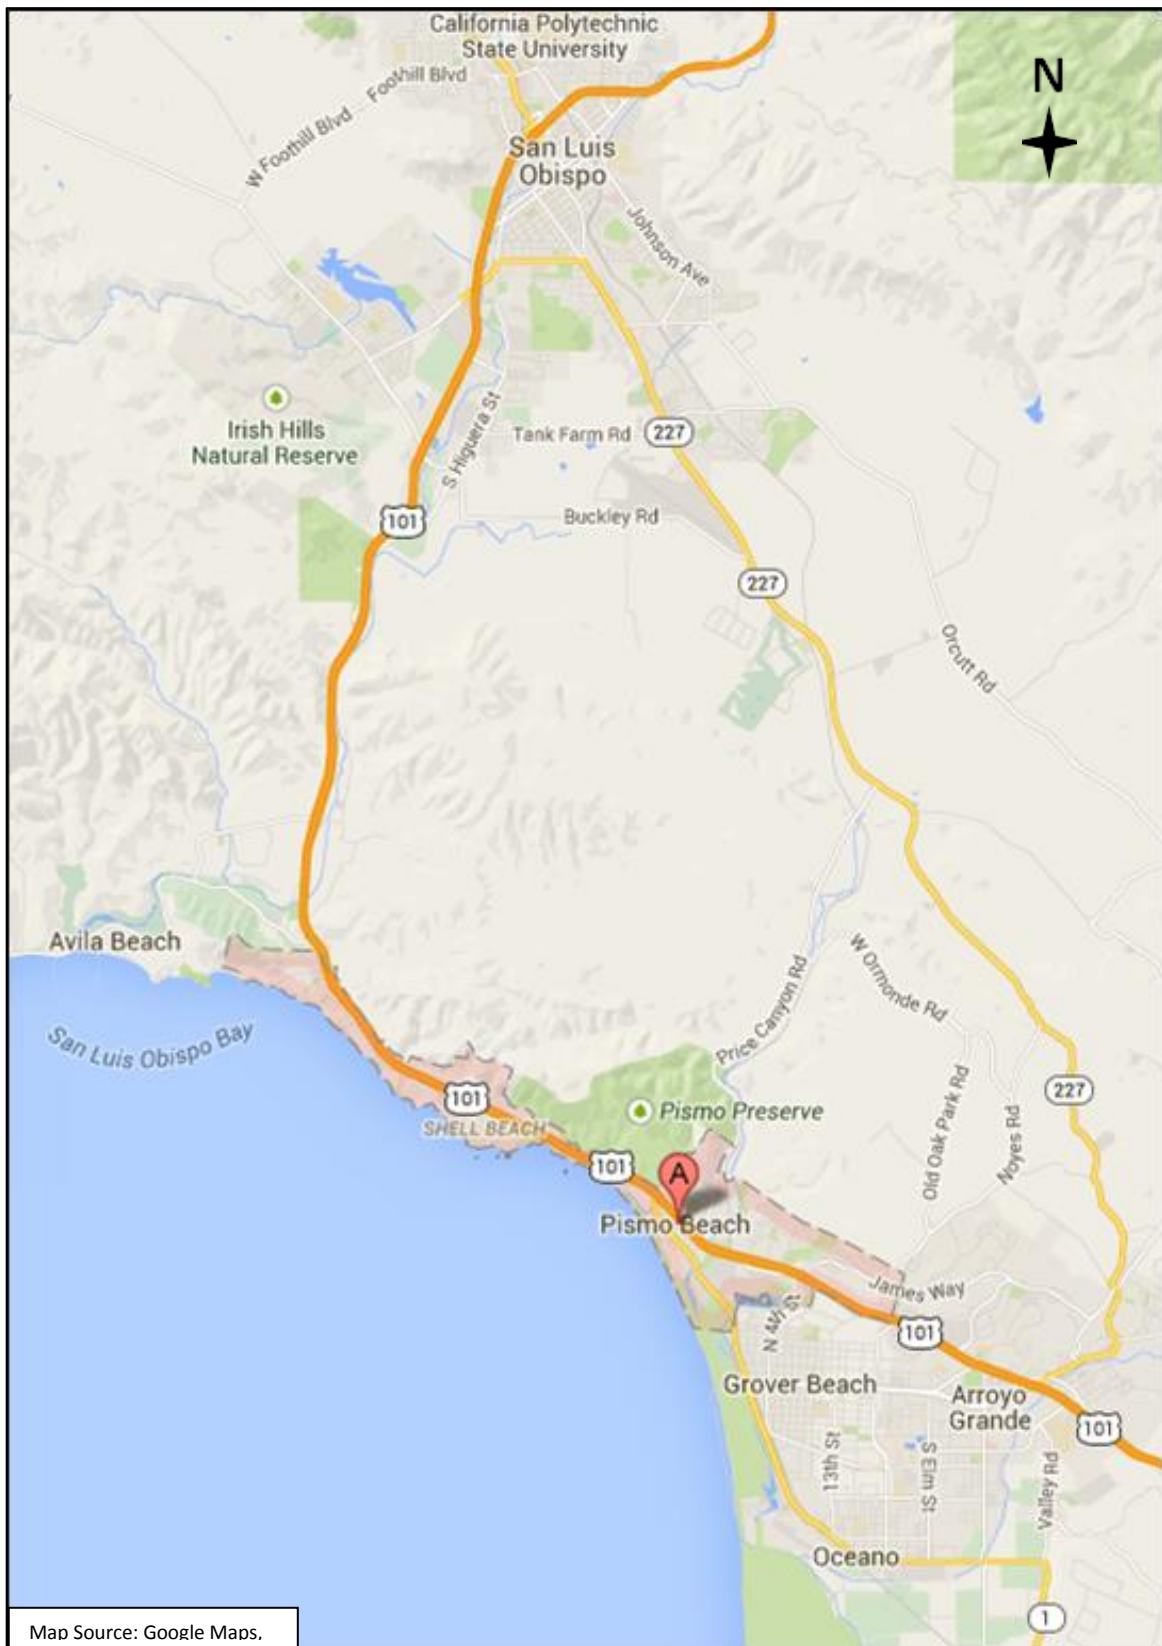 California Polytechnic
State University
N
Foothill Blvd
W Foothill Blvd
San Luis
Obispo
Johnson Ave
Irish Hills
Natural Reserve
S Higuera St
Tank Farm Rd
227
101
Buckley Rd
227
Orcutt Rd
Avila Beach
W Ormonde Rd
Price Canyon Rd
San Luis Obispo Bay
101
SHELL BEACH
Pismo Preserve
227
Old Oak Park Rd
Noyes Rd
101
A
Pismo Beach
James Way
N 4th St
101
Grover Beach
Arroyo
Grande
101
13th St
S Elm St
Valley Rd
Oceano
1
Map Source: Google Maps,